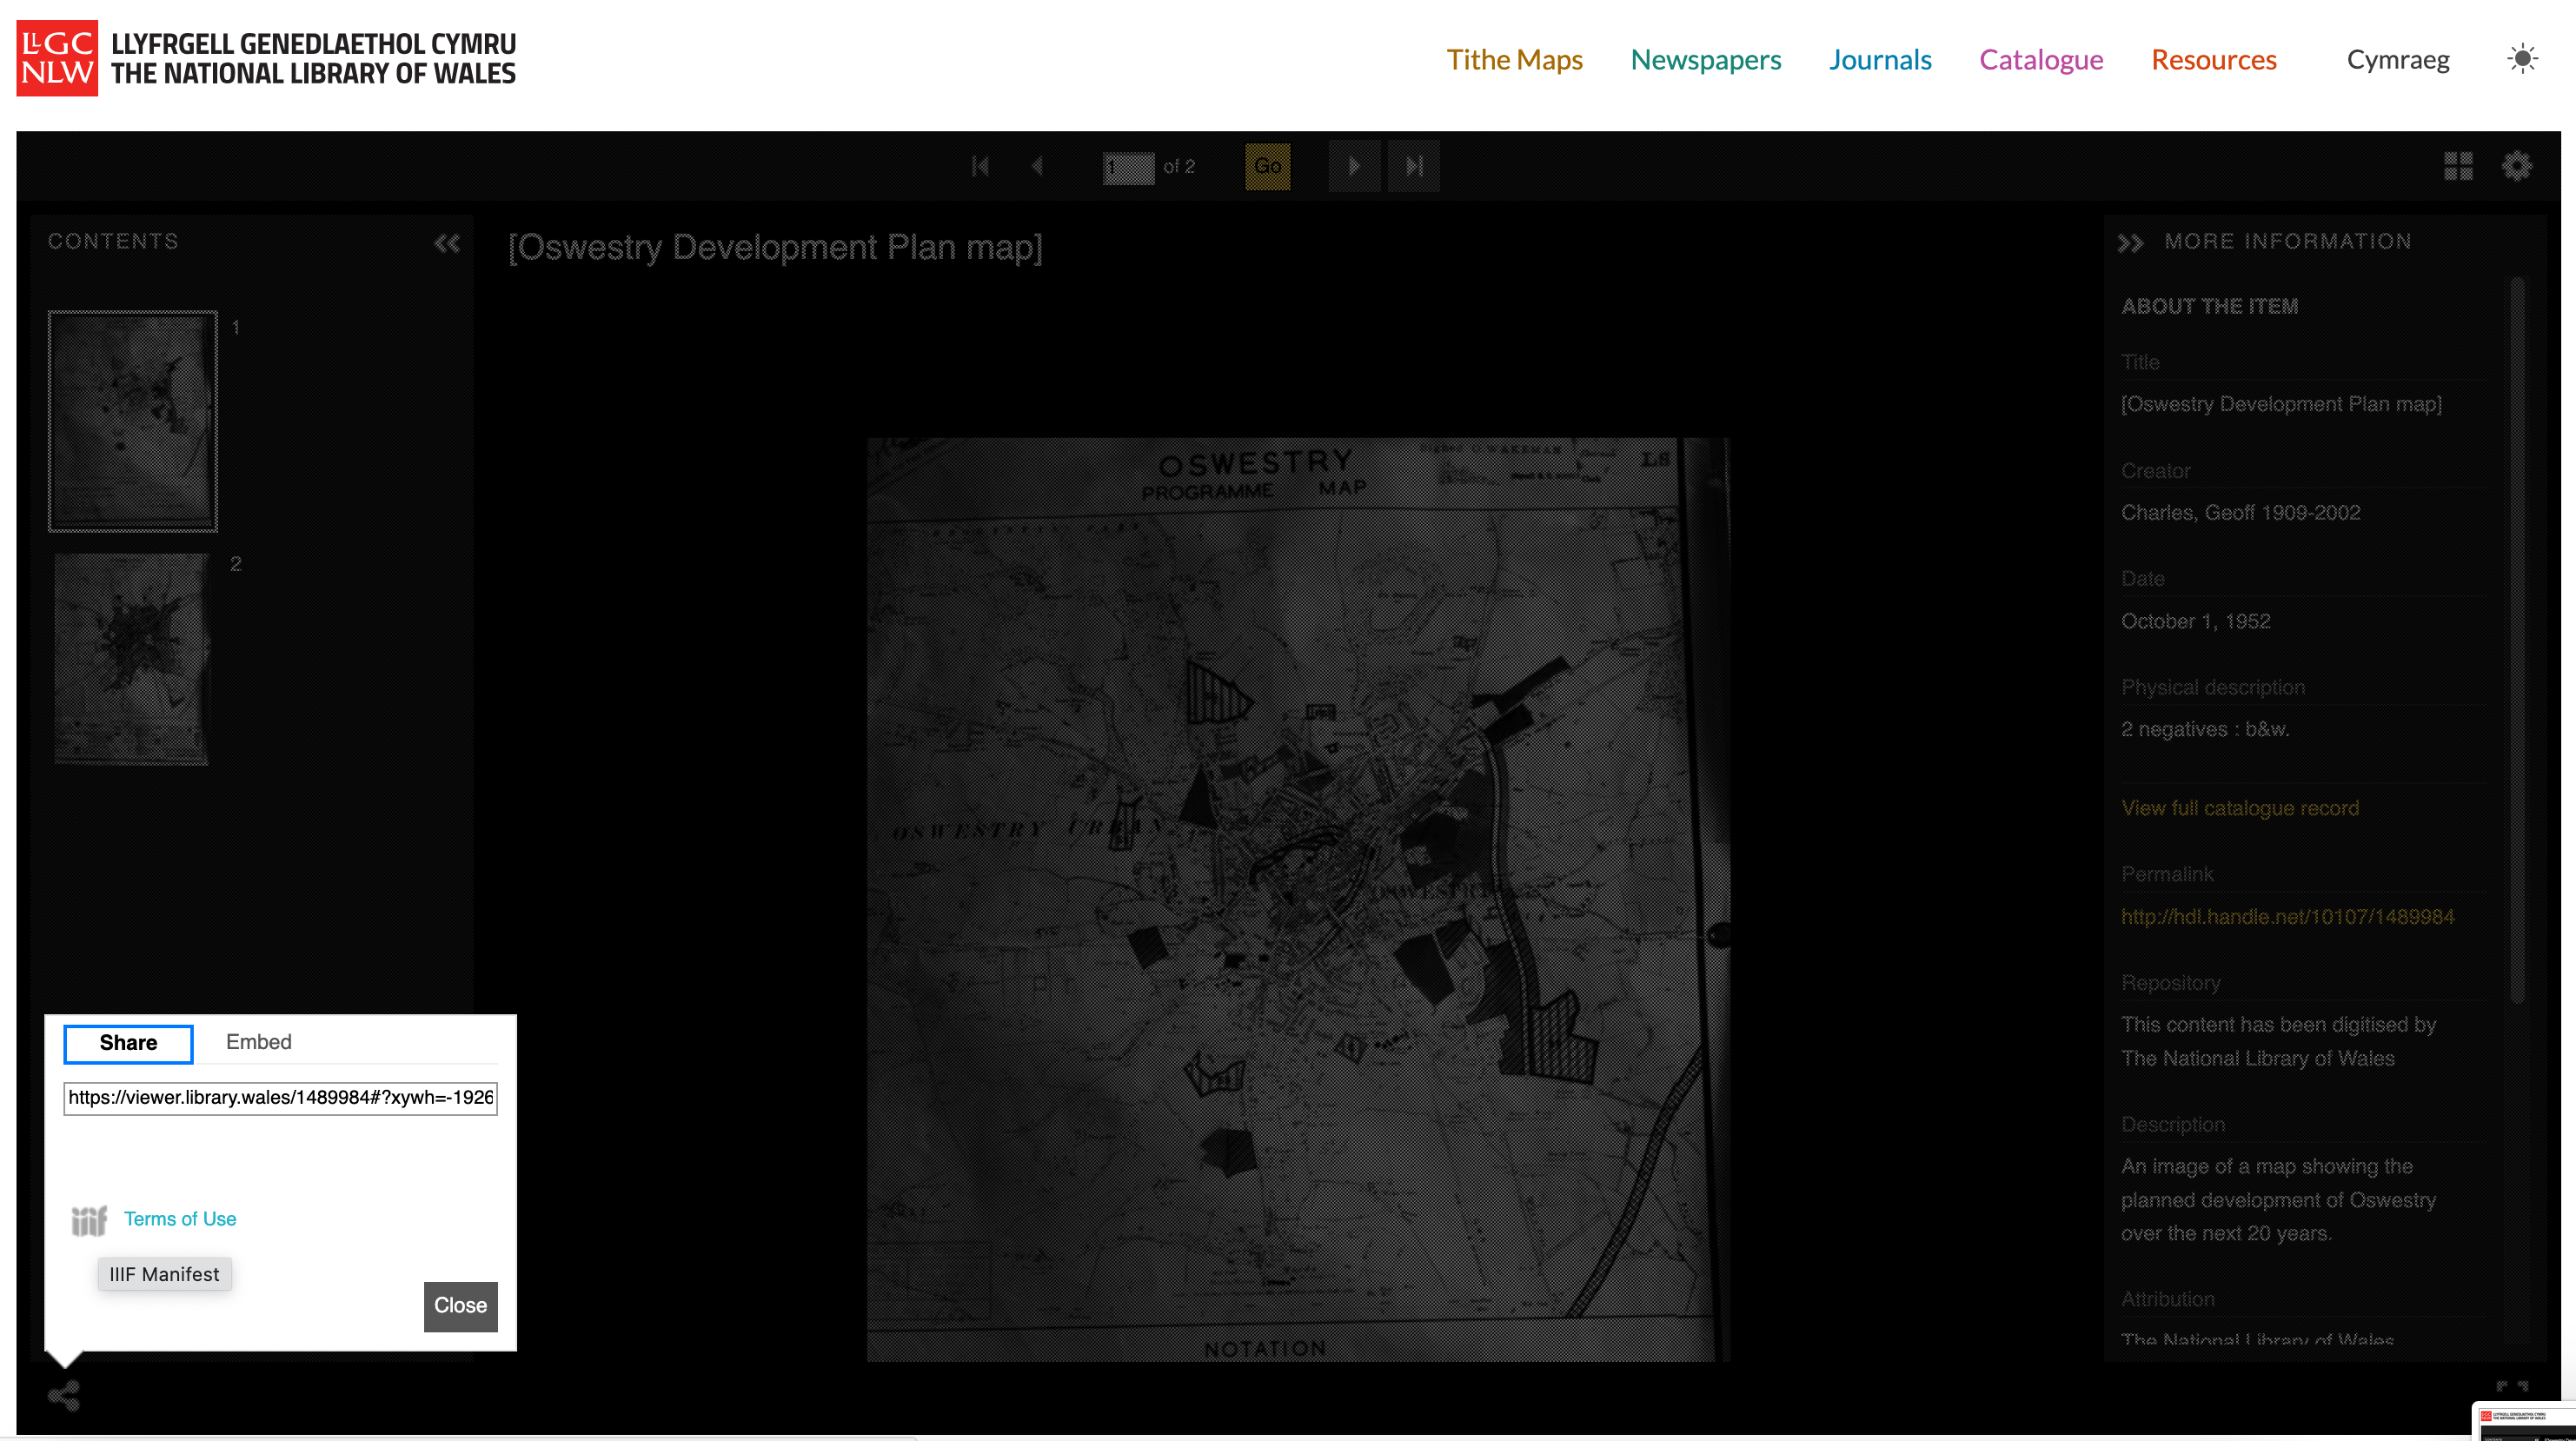 LLGC
NLW
LLYFRGELL GENEDLAETHOL CYMRU
THE NATIONAL LIBRARY OF WALES
Tithe Maps
Newspapers
Journals
Catalogue
Resources
Cymraeg
1 of 2
Go
CONTENTS
1
2
[Oswestry Development Plan map]
OSWESTRY
PROGRAMME MAP
O. WAKEMAN
LS
OSWESTRY URBAN
OSWESTRY
NOTATION
MORE INFORMATION
ABOUT THE ITEM
Title
[Oswestry Development Plan map]
Creator
Charles, Geoff 1909-2002
Date
October 1, 1952
Physical description
2 negatives : b&w.
View full catalogue record
Permalink
http://hdl.handle.net/10107/1489984
Repository
This content has been digitised by
The National Library of Wales
Description
An image of a map showing the
planned development of Oswestry
over the next 20 years.
Attribution
The National Library of Wales
Share
Embed
https://viewer.library.wales/1489984#?xywh=-1926
iiif
Terms of Use
IIIF Manifest
Close